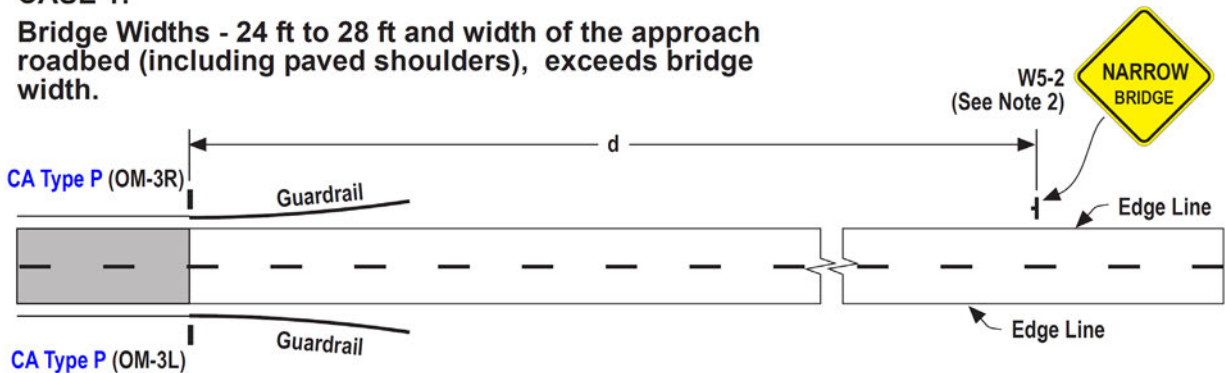 Bridge Widths - 24 ft to 28 ft and width of the approach
roadbed (including paved shoulders), exceeds bridge
width.
W5-2
(See Note 2)
NARROW
BRIDGE
d
CA Type P (OM-3R)
Guardrail
Edge Line
Guardrail
Edge Line
CA Type P (OM-3L)